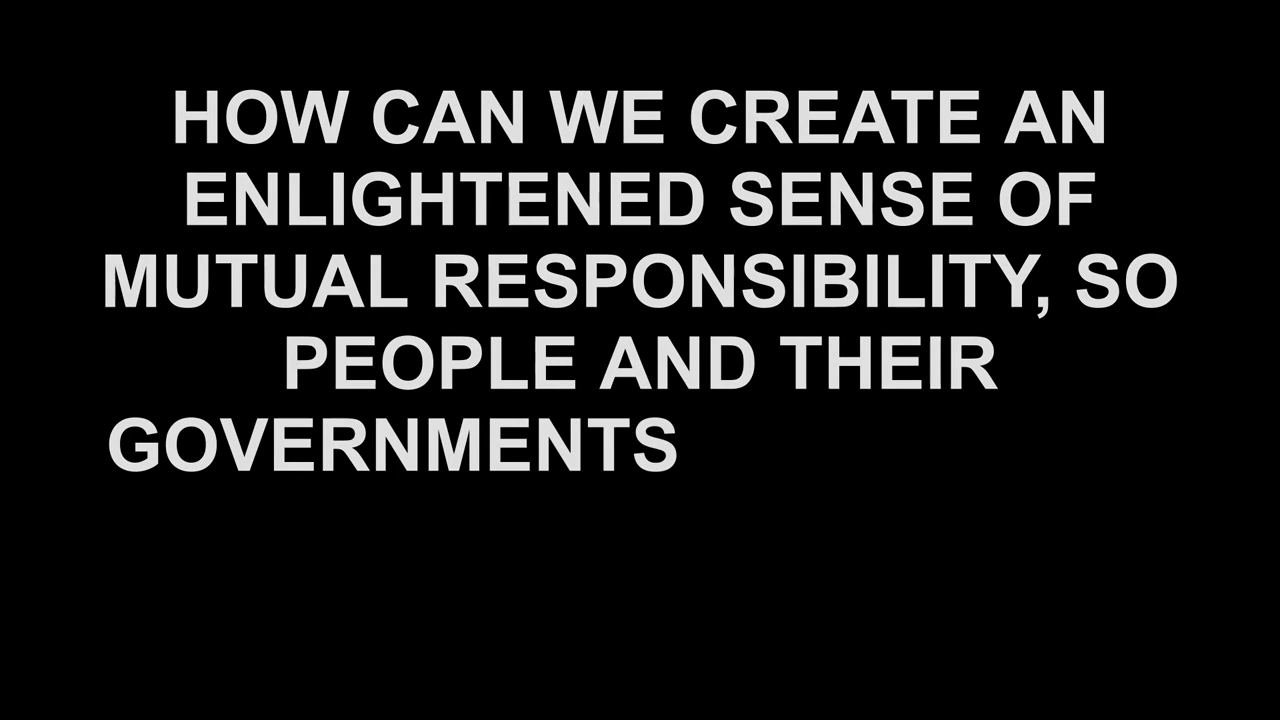 HOW CAN WE CREATE AN
ENLIGHTENED SENSE OF
MUTUAL RESPONSIBILITY, SO
PEOPLE AND THEIR
GOVERNMENTS